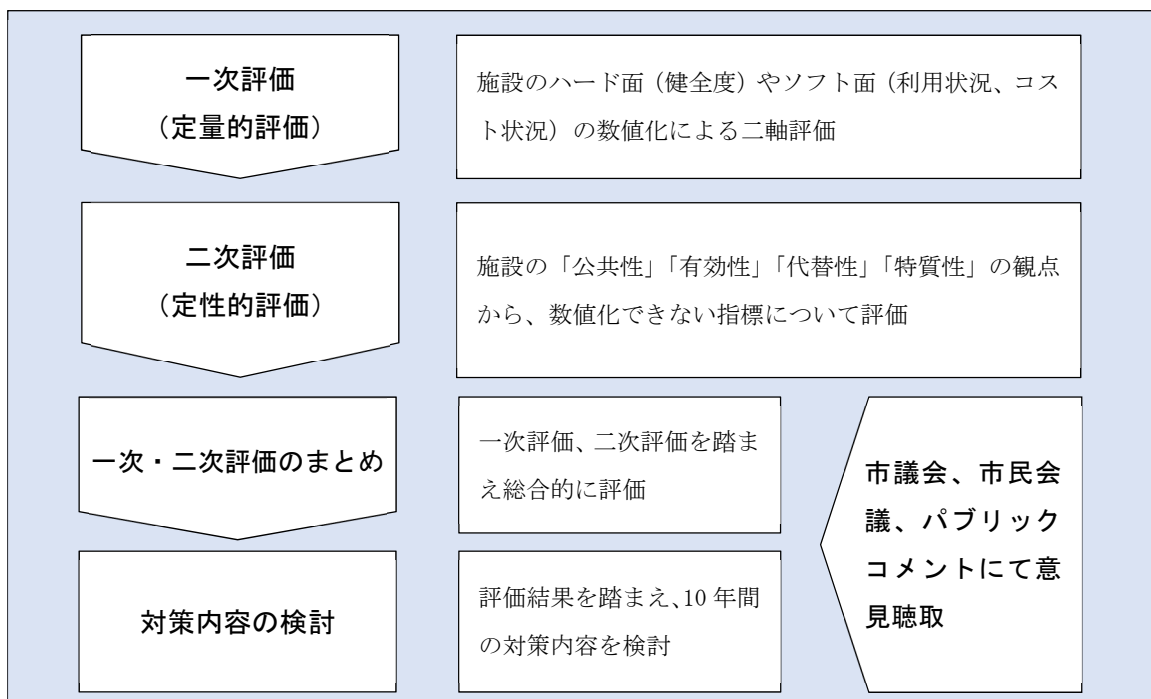 一次評価
（定量的評価）
施設のハード面（健全度）やソフト面（利用状況、コス
ト状況）の数値化による二軸評価
二次評価
（定性的評価）
施設の「公共性」「有効性」「代替性」「特質性」の観点
から、数値化できない指標について評価
一次・二次評価のまとめ
一次評価、二次評価を踏ま
え総合的に評価
対策内容の検討
評価結果を踏まえ、10 年間
の対策内容を検討
市議会、市民会
議、パブリック
コメントにて意
見聴取